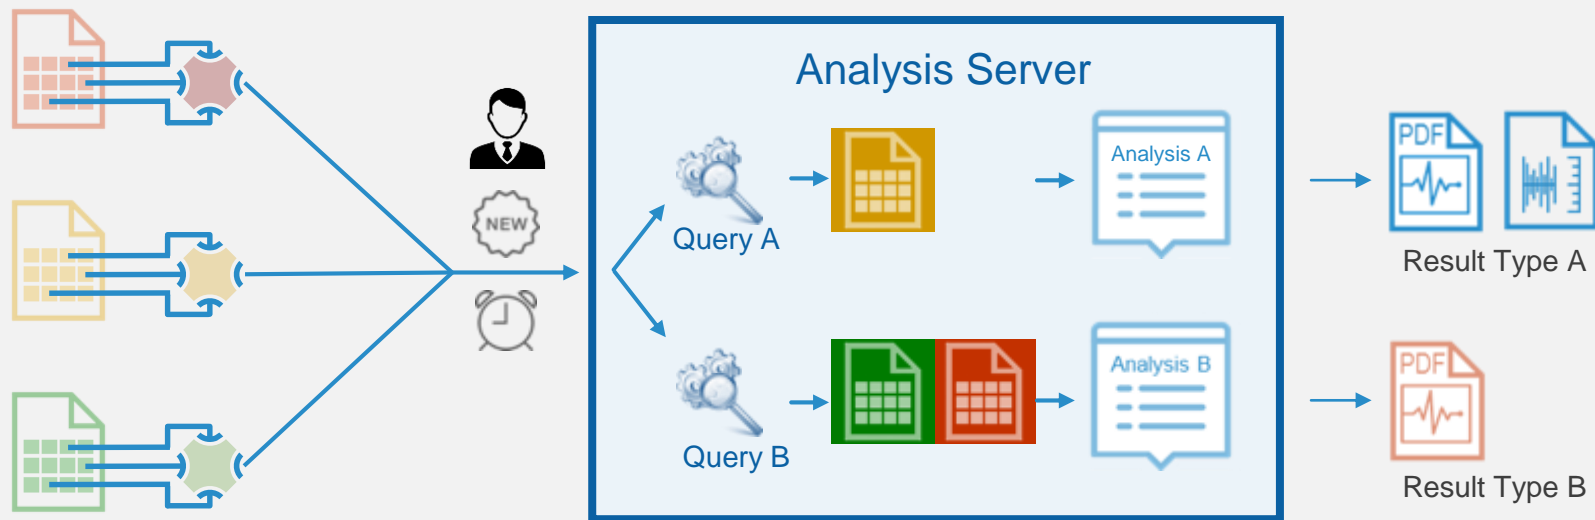 Analysis Server
NEW
Query A
Analysis A
PDF
Result Type A
Query B
Analysis B
PDF
Result Type B